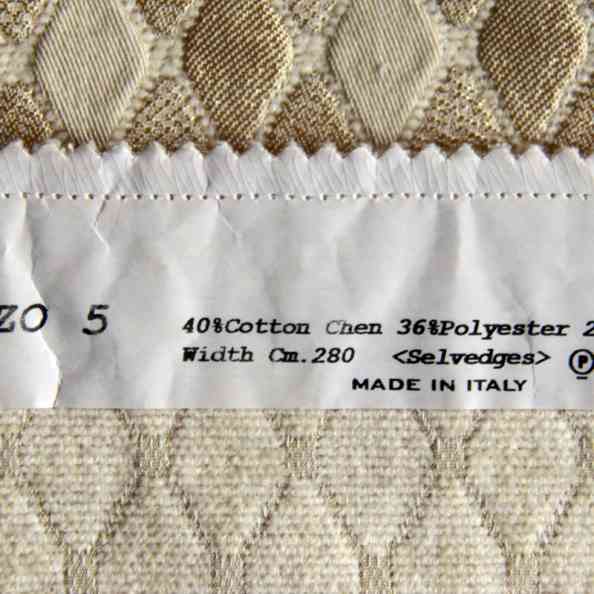 ZO 5
40%Cotton Chen 36%Polyester 2
Width Cm.280 <Selvedges> Ⓟ
MADE IN ITALY